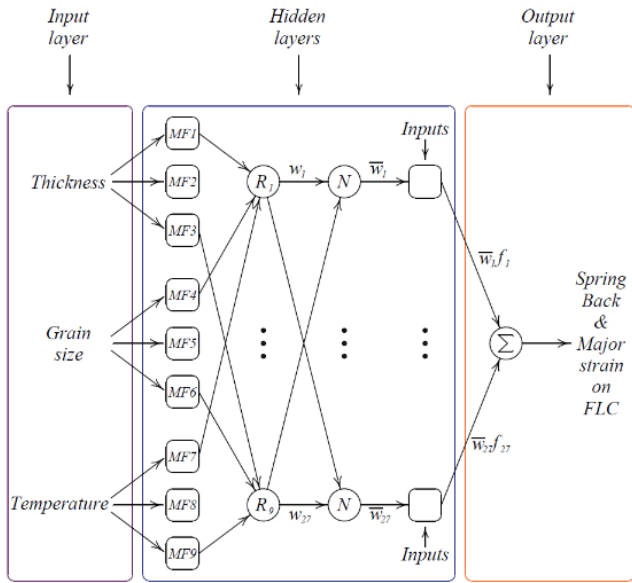 Input
layer
Hidden
layers
Output
layer
Thickness
Grain
size
Temperature
MF1
MF2
MF3
MF4
MF5
MF6
MF7
MF8
MF9
R₁
R₉
w₁
w₂₇
N
N
w̅₁
w̅₂₇
Inputs
Inputs
w̅₁f₁
w̅₂₇f₂₇
Σ
Spring
Back
&
Major
strain
on
FLC